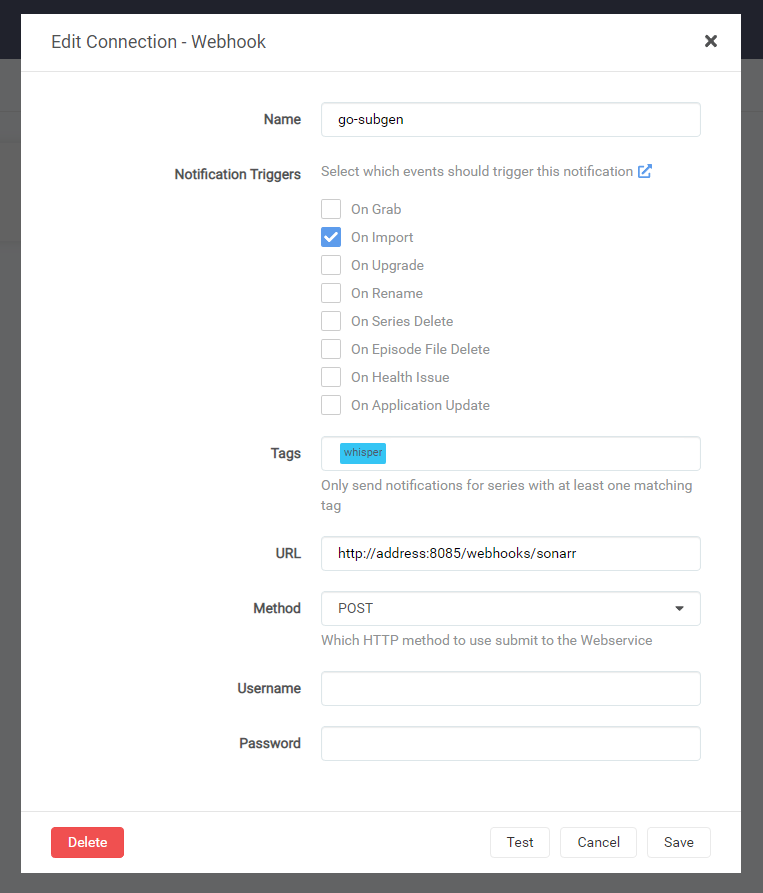 Edit Connection - Webhook
Name
go-subgen
Notification Triggers
Select which events should trigger this notification
On Grab
On Import
On Upgrade
On Rename
On Series Delete
On Episode File Delete
On Health Issue
On Application Update
Tags
whisper
Only send notifications for series with at least one matching
tag
URL
http://address:8085/webhooks/sonarr
Method
POST
Which HTTP method to use submit to the Webservice
Username
Password
Delete
Test
Cancel
Save